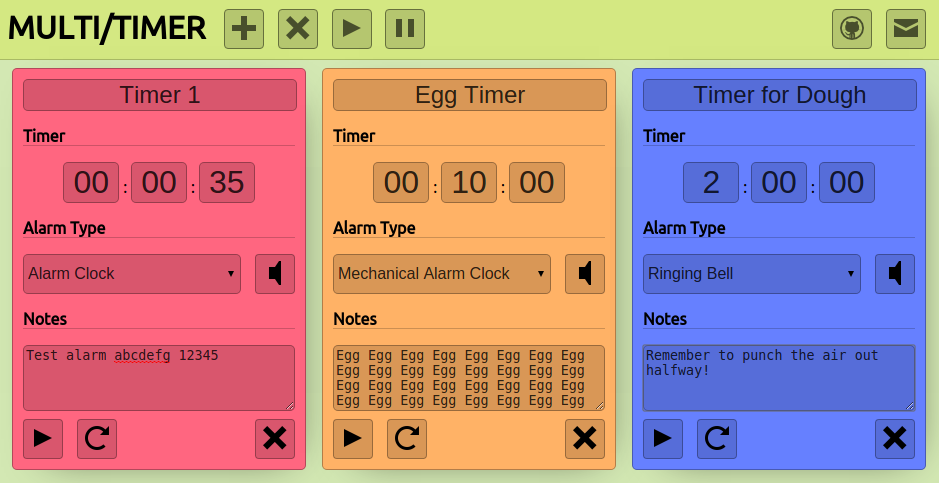 MULTI/TIMER
Timer 1
Timer
00 : 00 : 35
Alarm Type
Alarm Clock
Notes
Test alarm abcdefg 12345
Egg Timer
Timer
00 : 10 : 00
Alarm Type
Mechanical Alarm Clock
Notes
Egg Egg Egg Egg Egg Egg Egg Egg
Egg Egg Egg Egg Egg Egg Egg Egg
Egg Egg Egg Egg Egg Egg Egg Egg
Egg Egg Egg Egg Egg Egg Egg Egg
Timer for Dough
Timer
2 : 00 : 00
Alarm Type
Ringing Bell
Notes
Remember to punch the air out
halfway!